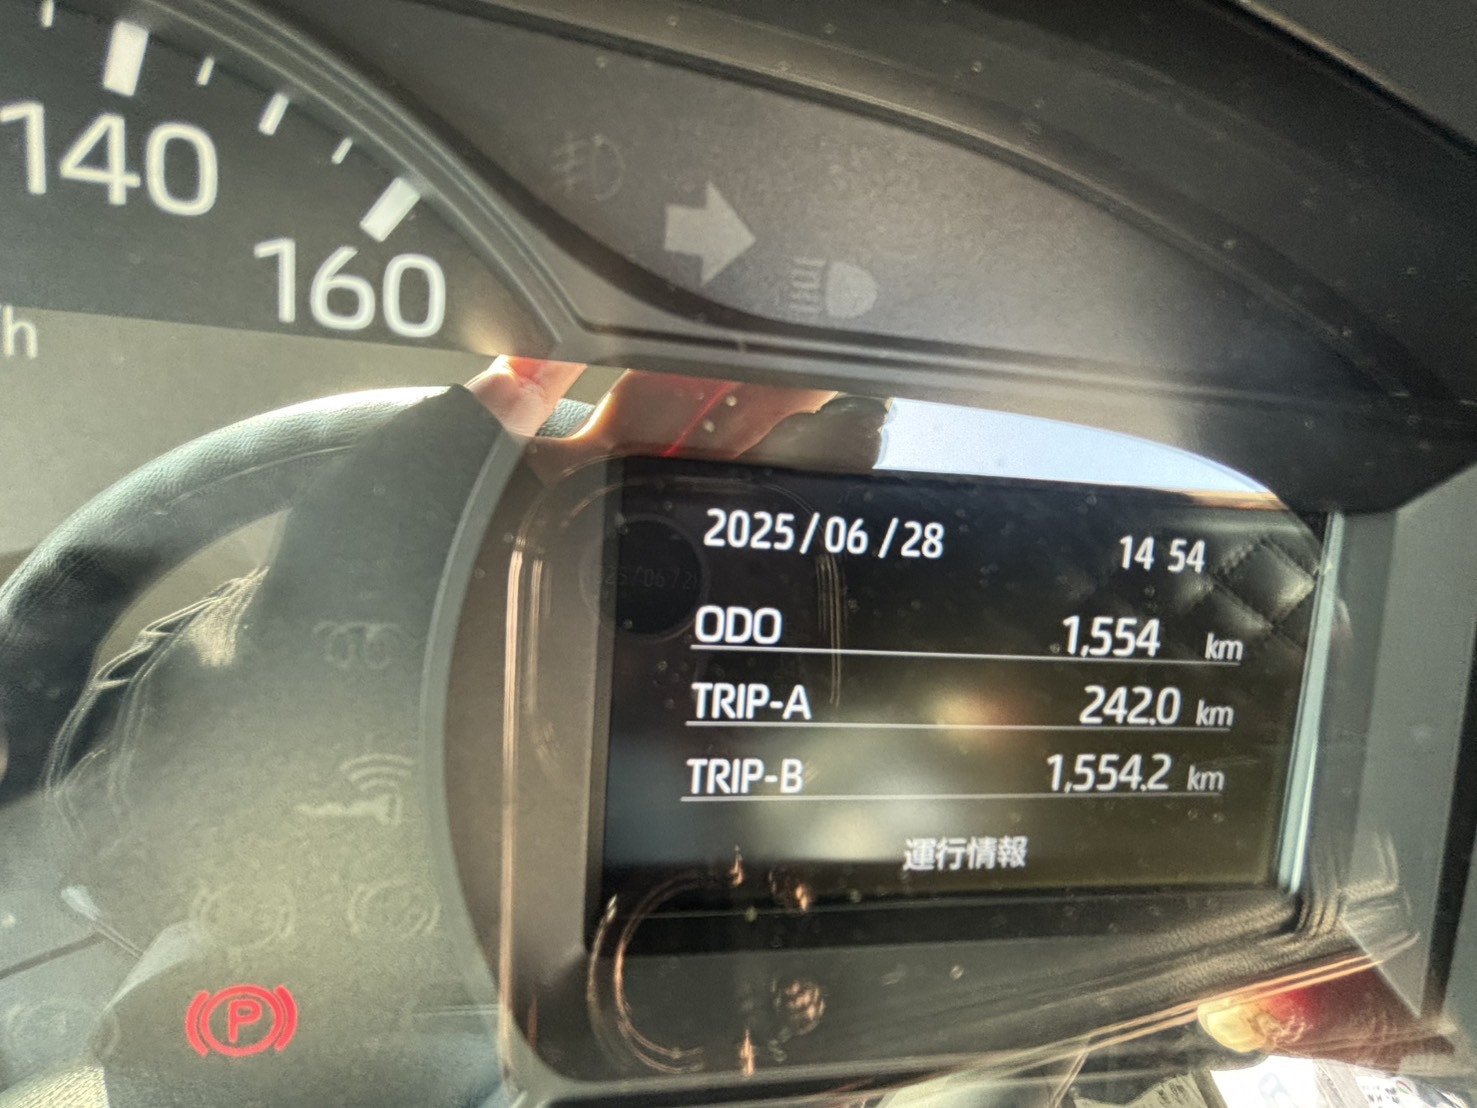 140
160
/h
2025/06/28 14 54
ODO 1,554 km
TRIP-A 242.0 km
TRIP-B 1,554.2 km
運行情報
P